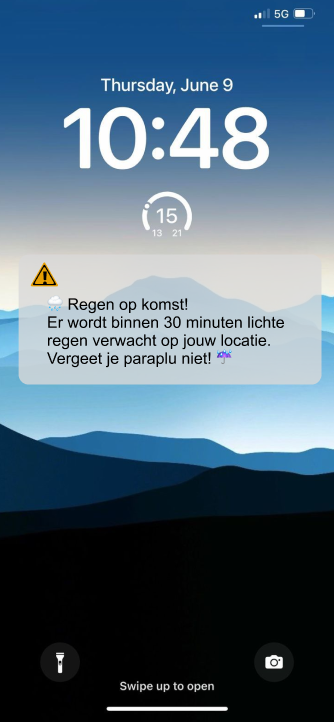 5G
Thursday, June 9
10:48
15
13 21
🌧️ Regen op komst!
Er wordt binnen 30 minuten lichte
regen verwacht op jouw locatie.
Vergeet je paraplu niet! ☔
Swipe up to open